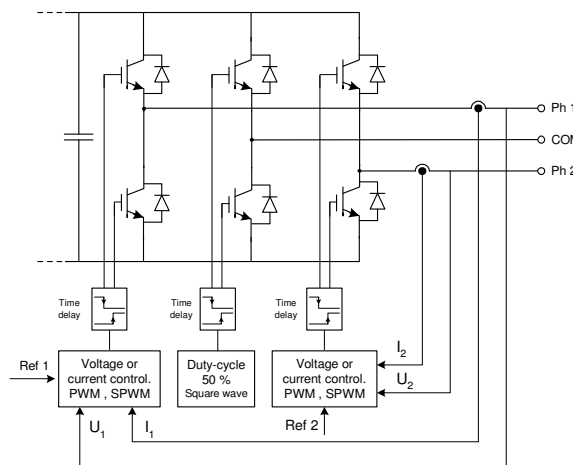 Ph 1
COM
Ph 2
Time
delay
Time
delay
Time
delay
Ref 1
Voltage or
current control.
PWM , SPWM
Duty-cycle
50 %
Square wave
Voltage or
current control.
PWM , SPWM
I2
U2
U1
I1
Ref 2